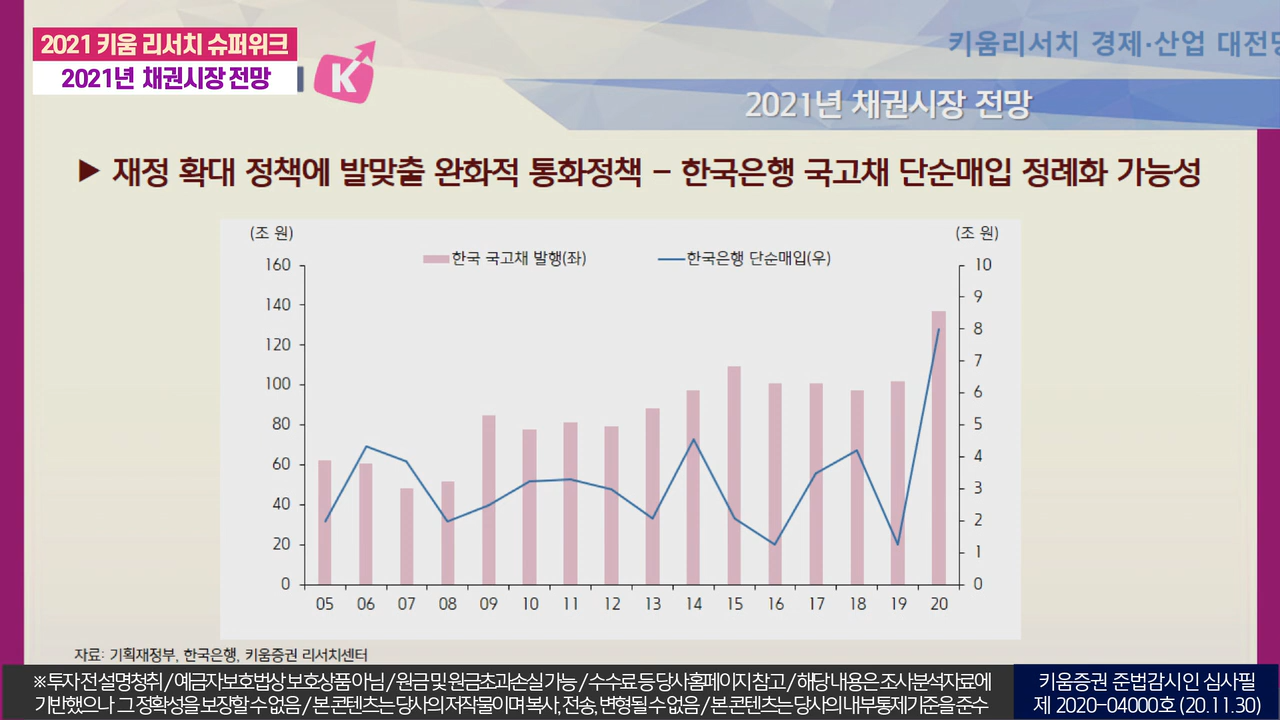 2021 키움 리서치 슈퍼위크
2021년 채권시장 전망
K
키움리서치 경제·산업 대전망
2021년 채권시장 전망
▶ 재정 확대 정책에 발맞출 완화적 통화정책 – 한국은행 국고채 단순매입 정례화 가능성
(조 원) (조 원)
한국 국고채 발행(좌) 한국은행 단순매입(우)
160 10
9
140
8
120
7
100
6
80 5
4
60
3
40
2
20
1
0 0
05 06 07 08 09 10 11 12 13 14 15 16 17 18 19 20
자료: 기획재정부, 한국은행, 키움증권 리서치센터
※ 투자 전 설명청취 / 예금자보호법상 보호상품 아님 / 원금 및 원금초과손실 가능 / 수수료 등 당사홈페이지 참고 / 해당 내용은 조사분석자료에
기반했으나 그 정확성을 보장할 수 없음 / 본 콘텐츠는 당사의 저작물이며 복사, 전송, 변형될 수 없음 / 본 콘텐츠는 당사의 내부통제기준을 준수
키움증권 준법감시인 심사필
제 2020-04000호 (20.11.30)